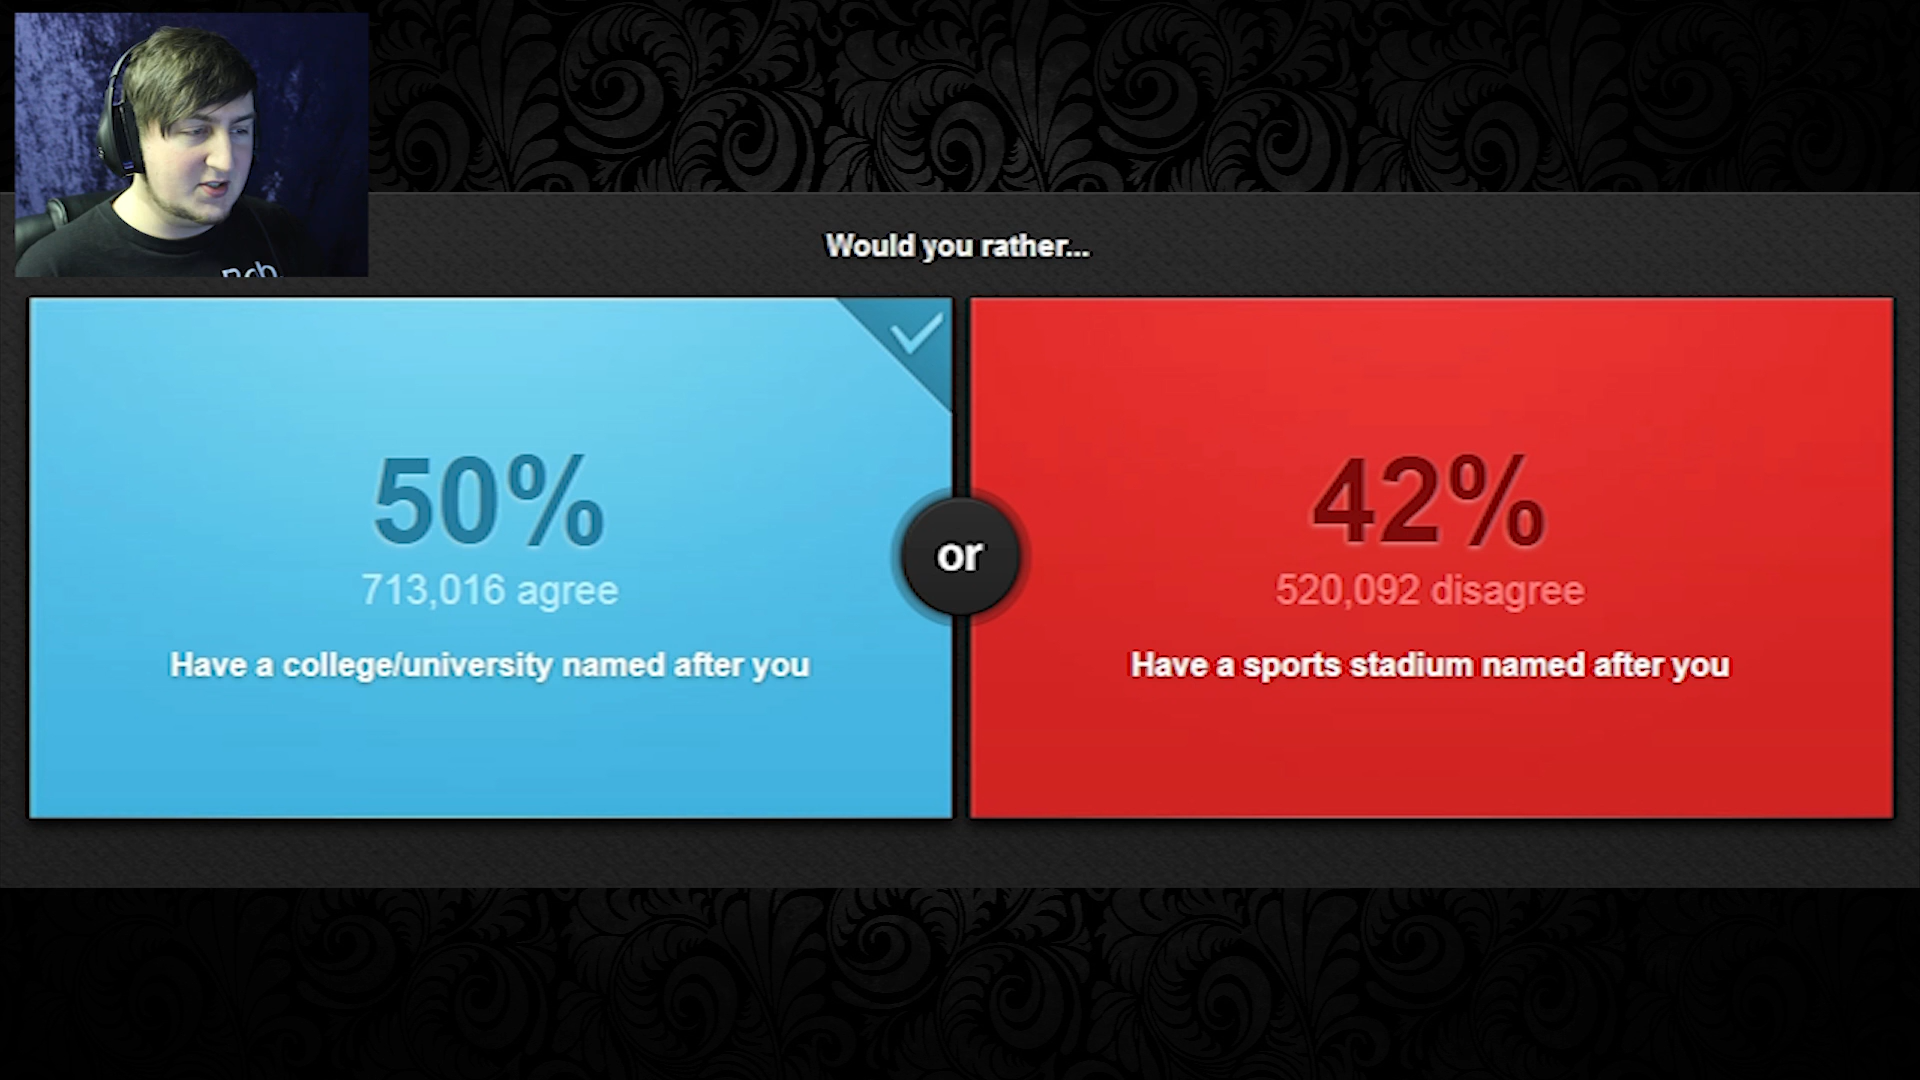 Would you rather...
50%
713,016 agree
Have a college/university named after you
or
42%
520,092 disagree
Have a sports stadium named after you